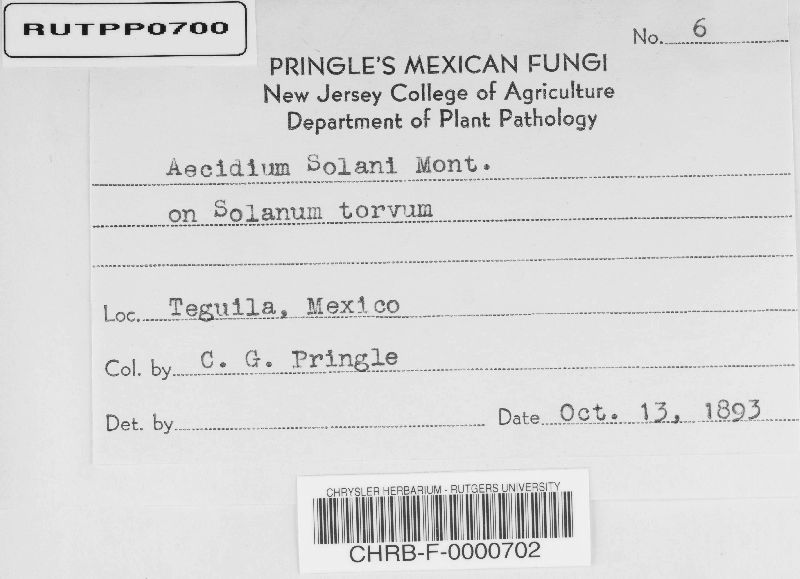 RUTPP0700
No. 6
PRINGLE'S MEXICAN FUNGI
New Jersey College of Agriculture
Department of Plant Pathology
Aecidium Solani Mont.
on Solanum torvum
Loc. Teguila, Mexico
Col. by C. G. Pringle
Det. by
Date Oct. 13, 1893
CHRYSLER HERBARIUM - RUTGERS UNIVERSITY
CHRB-F-0000702